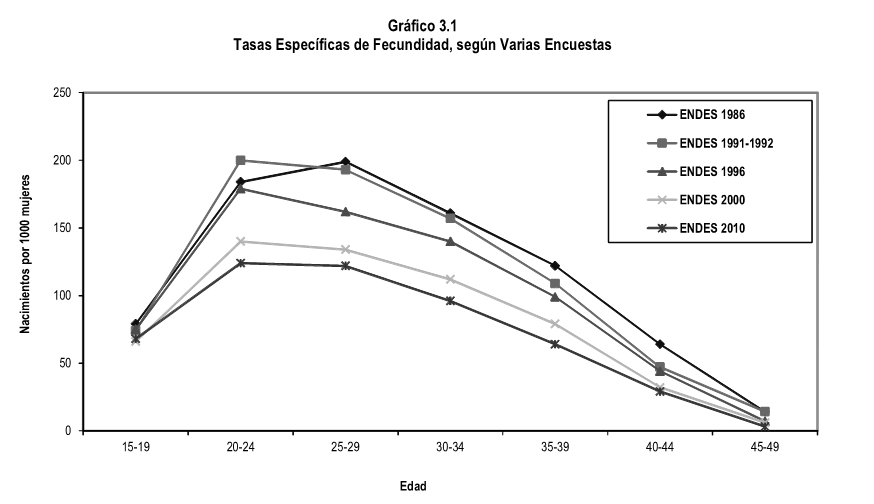 Gráfico 3.1
Tasas Específicas de Fecundidad, según Varias Encuestas
Nacimientos por 1000 mujeres
250
200
150
100
50
0
ENDES 1986
ENDES 1991-1992
ENDES 1996
ENDES 2000
ENDES 2010
15-19 20-24 25-29 30-34 35-39 40-44 45-49
Edad